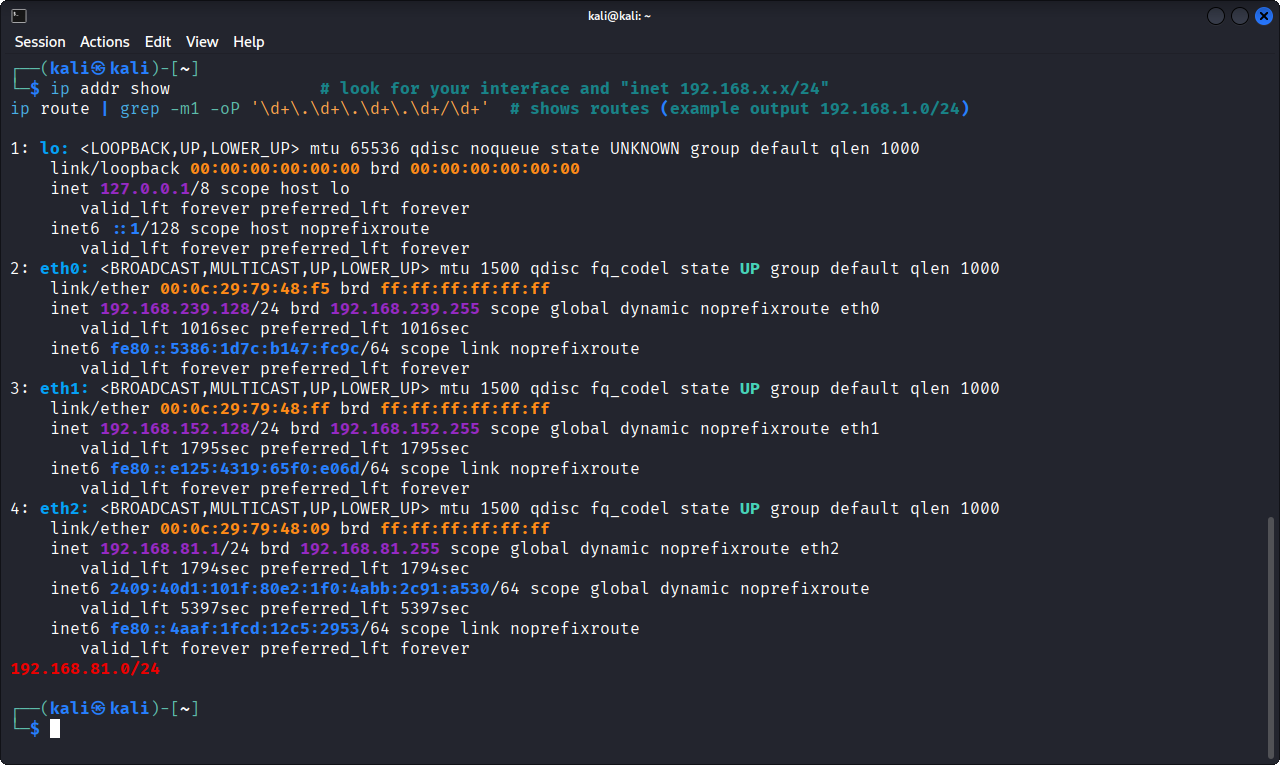 kali@kali: ~
Session Actions Edit View Help
┌──(kali㉿kali)-[~]
└─$ ip addr show               # look for your interface and "inet 192.168.x.x/24"
ip route | grep -m1 -oP '\d+\.\d+\.\d+\.\d+/\d+'  # shows routes (example output 192.168.1.0/24)
1: lo: <LOOPBACK,UP,LOWER_UP> mtu 65536 qdisc noqueue state UNKNOWN group default qlen 1000
    link/loopback 00:00:00:00:00:00 brd 00:00:00:00:00:00
    inet 127.0.0.1/8 scope host lo
       valid_lft forever preferred_lft forever
    inet6 ::1/128 scope host noprefixroute
       valid_lft forever preferred_lft forever
2: eth0: <BROADCAST,MULTICAST,UP,LOWER_UP> mtu 1500 qdisc fq_codel state UP group default qlen 1000
    link/ether 00:0c:29:79:48:f5 brd ff:ff:ff:ff:ff:ff
    inet 192.168.239.128/24 brd 192.168.239.255 scope global dynamic noprefixroute eth0
       valid_lft 1016sec preferred_lft 1016sec
    inet6 fe80::5386:1d7c:b147:fc9c/64 scope link noprefixroute
       valid_lft forever preferred_lft forever
3: eth1: <BROADCAST,MULTICAST,UP,LOWER_UP> mtu 1500 qdisc fq_codel state UP group default qlen 1000
    link/ether 00:0c:29:79:48:ff brd ff:ff:ff:ff:ff:ff
    inet 192.168.152.128/24 brd 192.168.152.255 scope global dynamic noprefixroute eth1
       valid_lft 1795sec preferred_lft 1795sec
    inet6 fe80::e125:4319:65f0:e06d/64 scope link noprefixroute
       valid_lft forever preferred_lft forever
4: eth2: <BROADCAST,MULTICAST,UP,LOWER_UP> mtu 1500 qdisc fq_codel state UP group default qlen 1000
    link/ether 00:0c:29:79:48:09 brd ff:ff:ff:ff:ff:ff
    inet 192.168.81.1/24 brd 192.168.81.255 scope global dynamic noprefixroute eth2
       valid_lft 1794sec preferred_lft 1794sec
    inet6 2409:40d1:101f:80e2:1f0:4abb:2c91:a530/64 scope global dynamic noprefixroute
       valid_lft 5397sec preferred_lft 5397sec
    inet6 fe80::4aaf:1fcd:12c5:2953/64 scope link noprefixroute
       valid_lft forever preferred_lft forever
192.168.81.0/24
┌──(kali㉿kali)-[~]
└─$